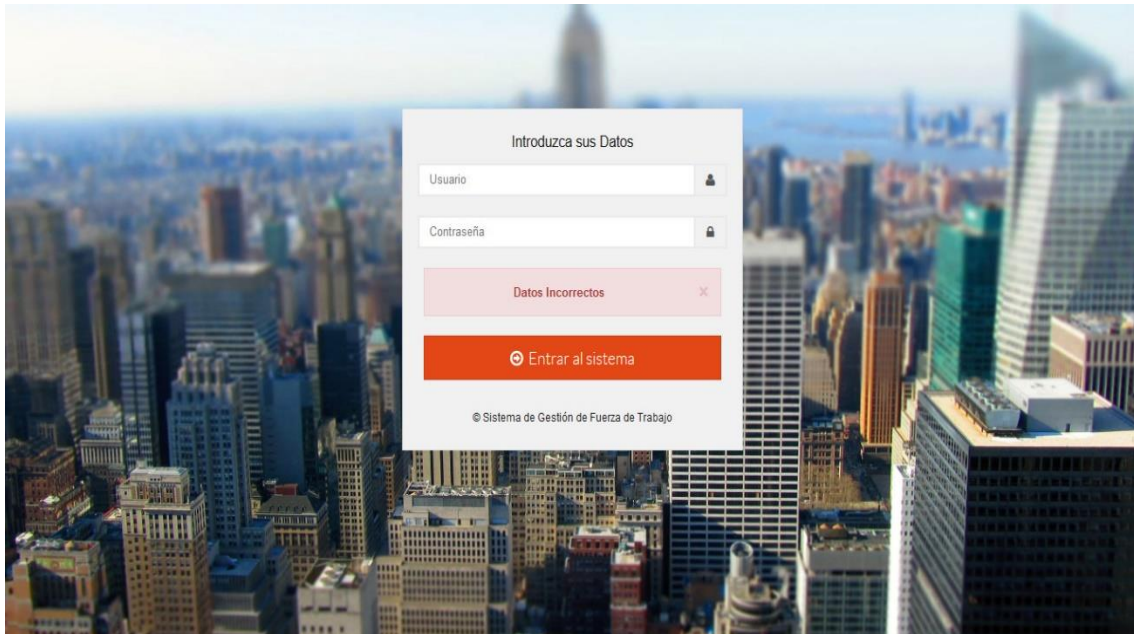 Introduzca sus Datos
Usuario
Contraseña
Datos Incorrectos
x
Entrar al sistema
© Sistema de Gestión de Fuerza de Trabajo